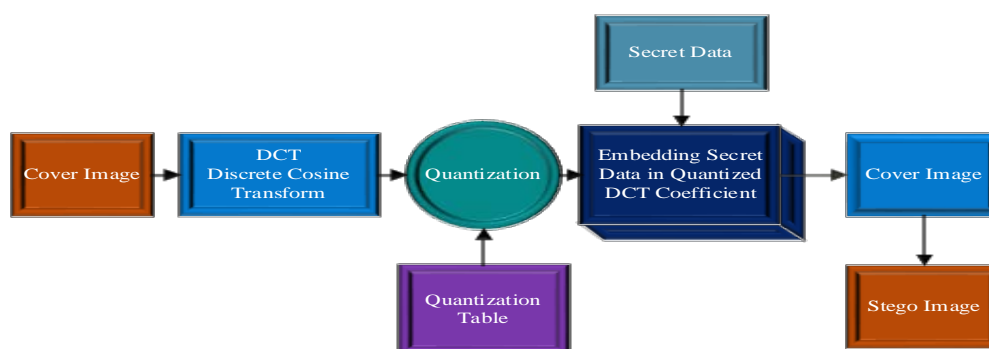 Secret Data
Cover Image
DCT
Discrete Cosine
Transform
Quantization
Embedding Secret
Data in Quantized
DCT Coefficient
Cover Image
Quantization
Table
Stego Image